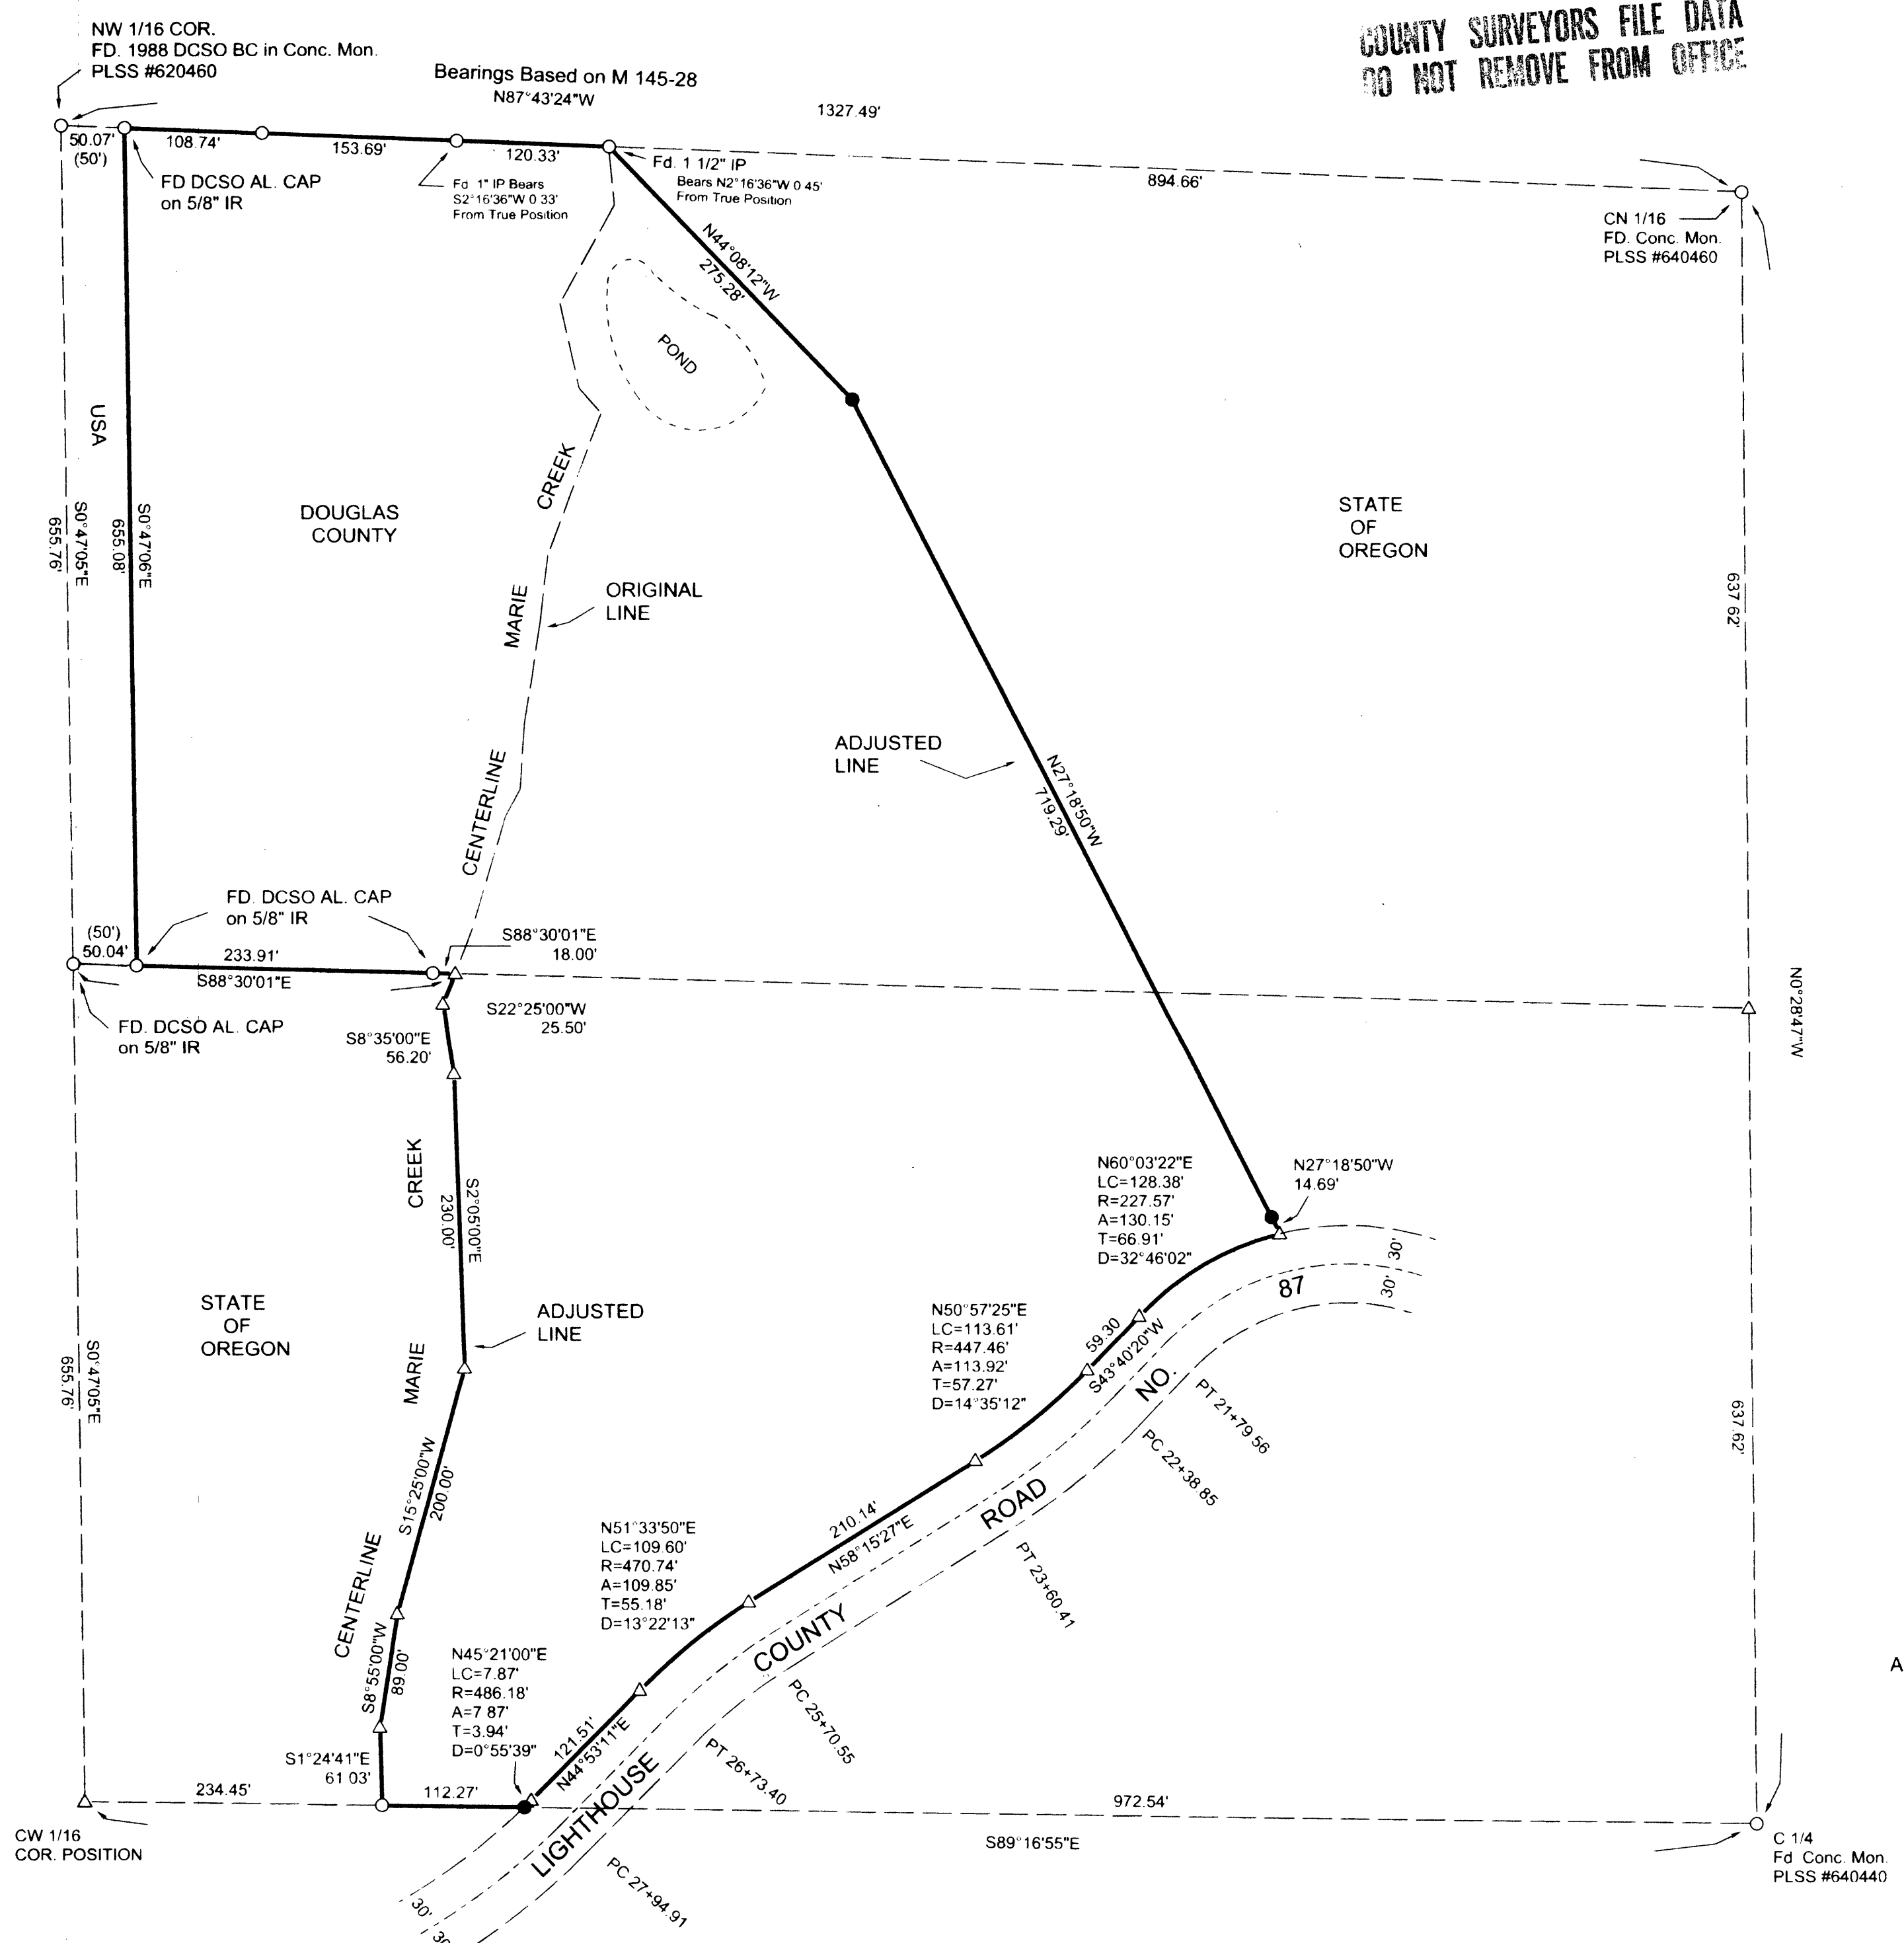 COUNTY SURVEYORS FILE DATA
DO NOT REMOVE FROM OFFICE
NW 1/16 COR.
FD. 1988 DCSO BC in Conc. Mon.
PLSS #620460
Bearings Based on M 145-28
N87°43'24"W
1327.49'
50.07'
(50')
108.74'
153.69'
120.33'
894.66'
FD DCSO AL. CAP
on 5/8" IR
Fd 1" IP Bears
S2°16'36"W 0 33'
From True Position
Fd. 1 1/2" IP
Bears N2°16'36"W 0 45'
From True Position
CN 1/16
FD. Conc. Mon.
PLSS #640460
N44°08'12"W
275.28'
POND
USA
S0°47'05"E
655.76'
S0°47'06"E
655.08'
DOUGLAS
COUNTY
CREEK
MARIE
CENTERLINE
ORIGINAL
LINE
STATE
OF
OREGON
637.62'
ADJUSTED
LINE
N27°18'50"W
719.29'
FD. DCSO AL. CAP
on 5/8" IR
(50')
50.04'
233.91'
S88°30'01"E
S88°30'01"E
18.00'
FD. DCSO AL. CAP
on 5/8" IR
S22°25'00"W
25.50'
S8°35'00"E
56.20'
N0°28'47"W
CREEK
MARIE
CENTERLINE
S2°05'00"E
230.00'
N60°03'22"E
LC=128.38'
R=227.57'
A=130.15'
T=66.91'
D=32°46'02"
N27°18'50"W
14.69'
30'
30'
87
STATE
OF
OREGON
ADJUSTED
LINE
N50°57'25"E
LC=113.61'
R=447.46'
A=113.92'
T=57.27'
D=14°35'12"
59.30
S43°40'20"W
NO.
PT 21+79.56
PC 22+38.85
S0°47'05"E
655.76'
637.62'
S15°25'00"W
200.00'
210.14'
N58°15'27"E
ROAD
PT 23+60.41
N51°33'50"E
LC=109.60'
R=470.74'
A=109.85'
T=55.18'
D=13°22'13"
COUNTY
PC 25+70.55
S8°55'00"W
89.00'
N45°21'00"E
LC=7.87'
R=486.18'
A=7 87'
T=3.94'
D=0°55'39"
121.51'
N44°53'11"E
LIGHTHOUSE
PT 26+73.40
A
S1°24'41"E
61 03'
234.45'
112.27'
972.54'
S89°16'55"E
CW 1/16
COR. POSITION
C 1/4
Fd Conc. Mon.
PLSS #640440
PC 27+94.91
30'
30